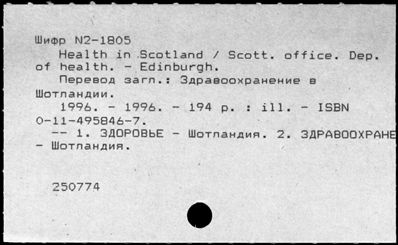 Шифр N2-1805
Health in Scotland / Scott. office. Dep.
of health. - Edinburgh.
Перевод загл.: Здравоохранение в
Шотландии.
1996. - 1996. - 194 p. : ill. - ISBN
0-11-495846-7.
-- 1. ЗДОРОВЬЕ - Шотландия. 2. ЗДРАВООХРАНЕ
- Шотландия.
250774